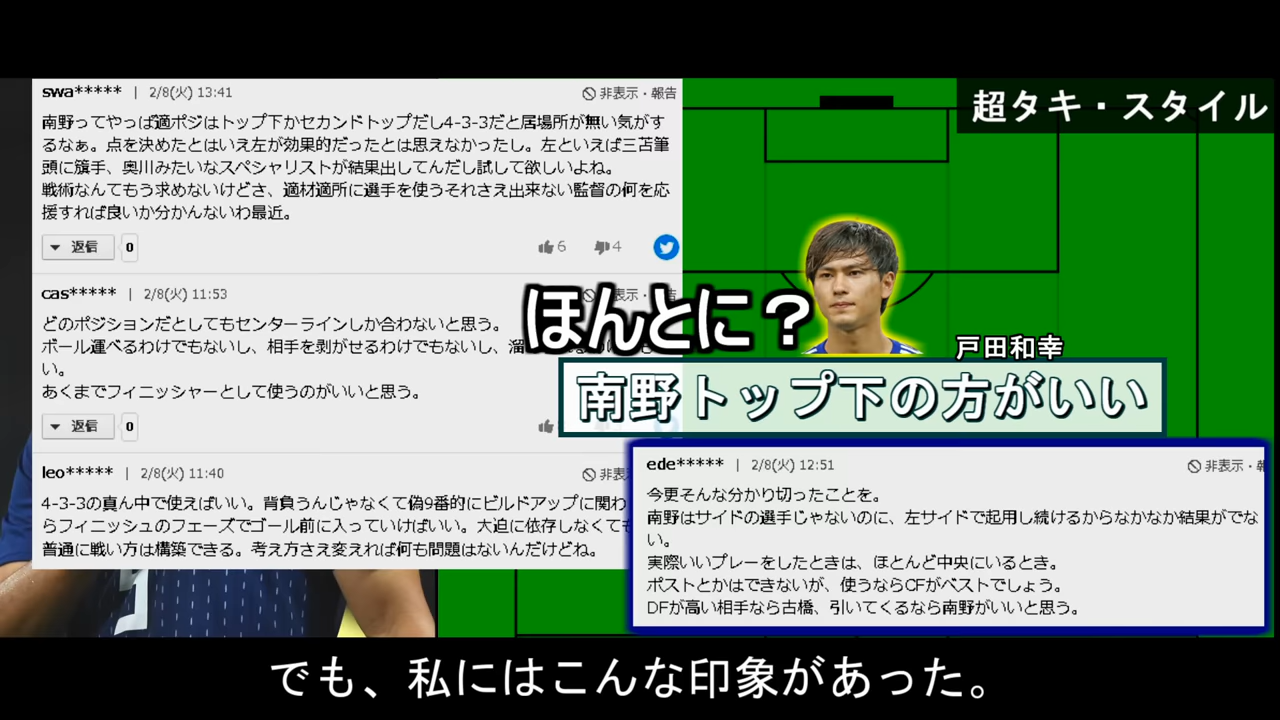 超タキ・スタイル
swa***** | 2/8(火) 13:41
非表示・報告
南野ってやっぱ適ポジはトップ下かセカンドトップだし4-3-3だと居場所が無い気がす
るなぁ。点を決めたとはいえ左が効果的だったとは思えなかったし。左といえば三笘筆
頭に旗手、奥川みたいなスペシャリストが結果出してんだし試して欲しいよね。
戦術なんてもう求めないけどさ、適材適所に選手を使うそれさえ出来ない監督の何を応
援すれば良いか分かんないわ最近。
返信 0
6 4
cas***** | 2/8(火) 11:53
どのポジションだとしてもセンターラインしか合わないと思う。
ボール運べるわけでもないし、相手を剥がせるわけでもないし、
い。
あくまでフィニッシャーとして使うのがいいと思う。
返信 0
ほんとに？
戸田和幸
南野トップ下の方がいい
leo***** | 2/8(火) 11:40
非表
4-3-3の真ん中で使えばいい。背負うんじゃなくて偽9番的にビルドアップに関わ
らフィニッシュのフェーズでゴール前に入っていけばいい。大迫に依存しなくても
普通に戦い方は構築できる。考え方さえ変えれば何も問題はないんだけどね。
ede***** | 2/8(火) 12:51
非表示・報
今更そんな分かり切ったことを。
南野はサイドの選手じゃないのに、左サイドで起用し続けるからなかなか結果がでな
い。
実際いいプレーをしたときは、ほとんど中央にいるとき。
ポストとかはできないが、使うならCFがベストでしょう。
DFが高い相手なら古橋、引いてくるなら南野がいいと思う。
でも、私にはこんな印象があった。